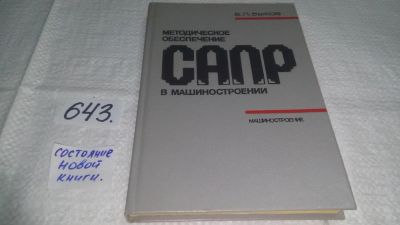 В.П. Быков
МЕТОДИЧЕСКОЕ
ОБЕСПЕЧЕНИЕ
САПР
В МАШИНОСТРОЕНИИ
МАШИНОСТРОЕНИЕ
643.
состояние
новой
книги.